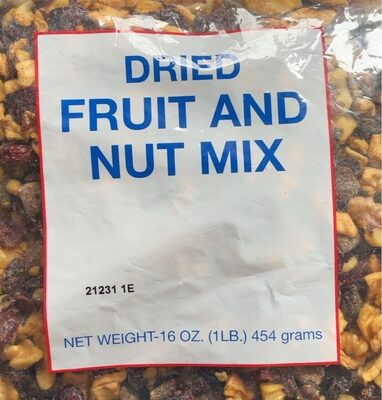 DRIED
FRUIT AND
NUT MIX
21231 1E
NET WEIGHT-16 OZ. (1LB.) 454 grams